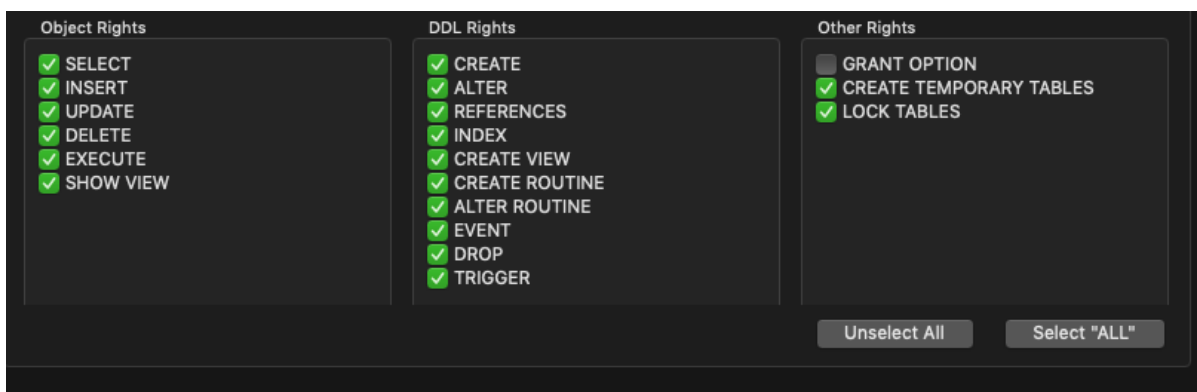 Object Rights
SELECT
INSERT
UPDATE
DELETE
EXECUTE
SHOW VIEW
DDL Rights
CREATE
ALTER
REFERENCES
INDEX
CREATE VIEW
CREATE ROUTINE
ALTER ROUTINE
EVENT
DROP
TRIGGER
Other Rights
GRANT OPTION
CREATE TEMPORARY TABLES
LOCK TABLES
Unselect All
Select "ALL"